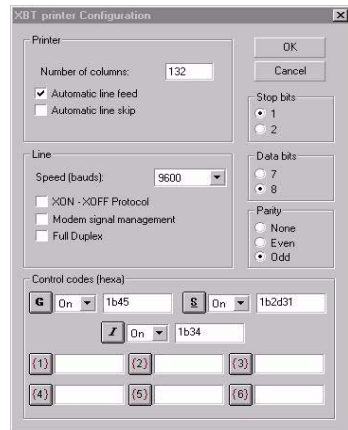 XBT printer Configuration
Printer
Number of columns: 132
Automatic line feed
Automatic line skip
OK
Cancel
Stop bits
1
2
Line
Speed (bauds): 9600
XON - XOFF Protocol
Modem signal management
Full Duplex
Data bits
7
8
Parity
None
Even
Odd
Control codes (hexa)
G On 1b45 S On 1b2d31
I On 1b34
{1} {2} {3}
{4} {5} {6}